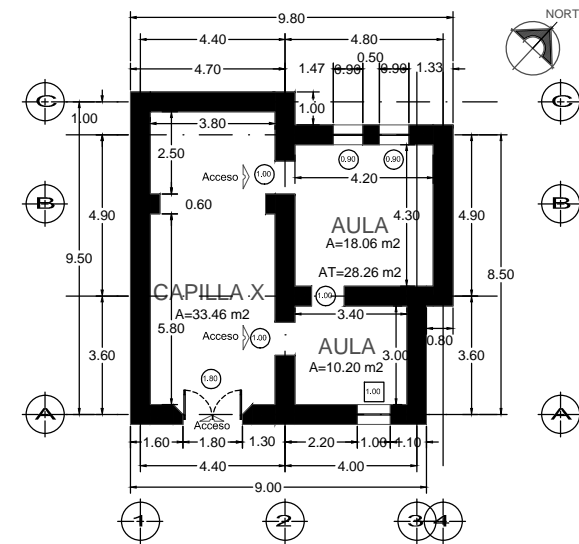 9.80
NORT
4.40 4.80
0.50
4.70 1.47 0.90 0.90 1.33
C C
1.00 1.00
3.80
2.50 0.90 0.90
Acceso 1.00
4.20
B 0.60 B
4.90 4.30 4.90
AULA
A=18.06 m2
9.50 8.50
AT=28.26 m2
CAPILLA X 1.00
A=33.46 m2
3.40
5.80 Acceso 1.00
0.80
3.60 AULA 3.00 3.60
A=10.20 m2
1.80 1.00
A A
Acceso
1.60 1.80 1.30 2.20 1.00 1.10
4.40 4.00
9.00
1 2 3 4